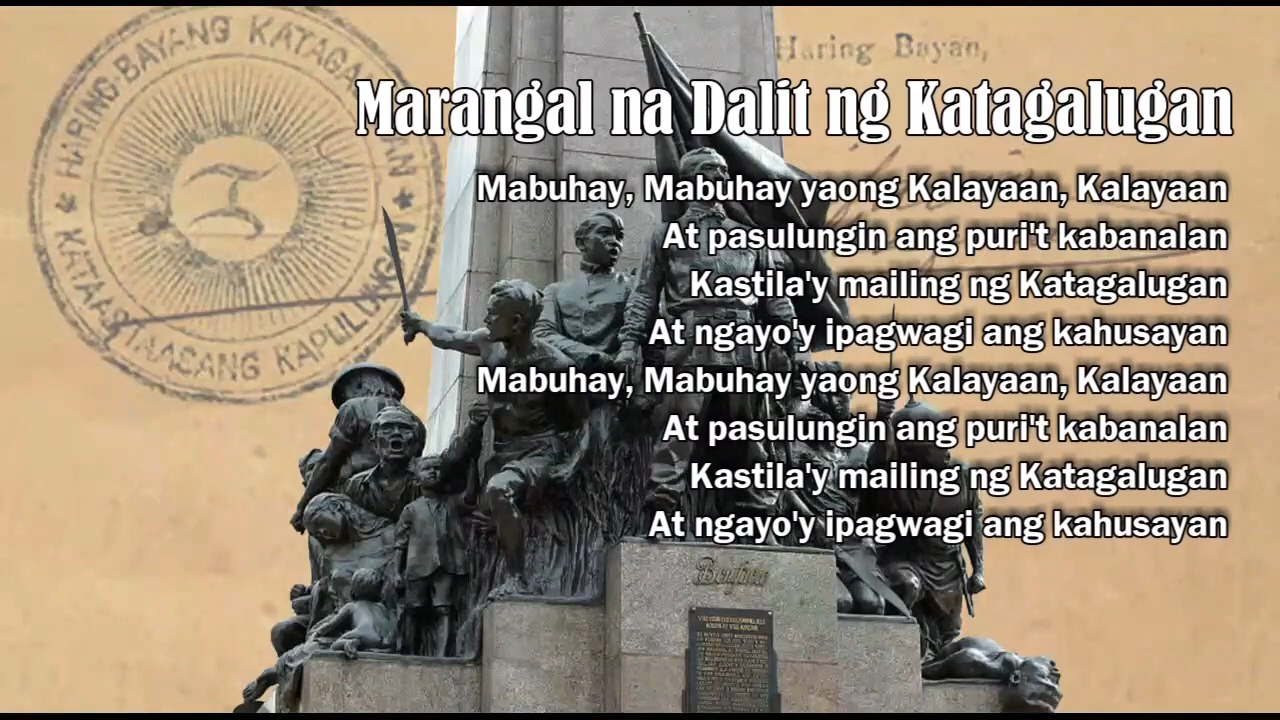 HARING-BAYANG KATAGALUGAN
KATAASTAASANG KAPULUNGAN
Haring Bayan,
Marangal na Dalit ng Katagalugan
Mabuhay, Mabuhay yaong Kalayaan, Kalayaan
At pasulungin ang puri't kabanalan
Kastila'y mailing ng Katagalugan
At ngayo'y ipagwagi ang kahusayan
Mabuhay, Mabuhay yaong Kalayaan, Kalayaan
At pasulungin ang puri't kabanalan
Kastila'y mailing ng Katagalugan
At ngayo'y ipagwagi ang kahusayan
Bonifacio